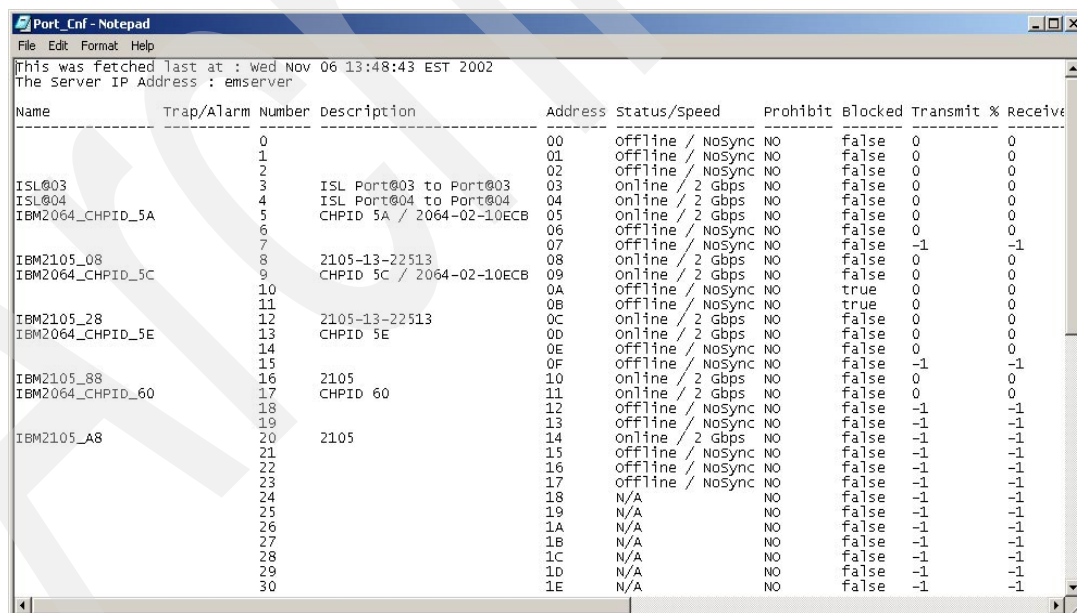 Port_Cnf - Notepad
File Edit Format Help
This was fetched last at : Wed Nov 06 13:48:43 EST 2002
The Server IP Address : emserver
Name Trap/Alarm Number Description Address Status/Speed Prohibit Blocked Transmit % Receive
0 00 Offline / NoSync NO false 0 0
1 01 Offline / NoSync NO false 0 0
2 02 Offline / NoSync NO false 0 0
ISL@03 3 ISL Port@03 to Port@03 03 Online / 2 Gbps NO false 0 0
ISL@04 4 ISL Port@04 to Port@04 04 Online / 2 Gbps NO false 0 0
IBM2064_CHPID_5A 5 CHPID 5A / 2064-02-10ECB 05 Online / 2 Gbps NO false 0 0
6 06 Offline / NoSync NO false 0 0
7 07 Offline / NoSync NO false -1 -1
IBM2105_08 8 2105-13-22513 08 Online / 2 Gbps NO false 0 0
IBM2064_CHPID_5C 9 CHPID 5C / 2064-02-10ECB 09 Online / 2 Gbps NO false 0 0
10 0A Offline / NoSync NO true 0 0
11 0B Offline / NoSync NO true 0 0
IBM2105_28 12 2105-13-22513 0C Online / 2 Gbps NO false 0 0
IBM2064_CHPID_5E 13 CHPID 5E 0D Online / 2 Gbps NO false 0 0
14 0E Offline / NoSync NO false 0 0
15 0F Offline / NoSync NO false -1 -1
IBM2105_88 16 2105 10 Online / 2 Gbps NO false 0 0
IBM2064_CHPID_60 17 CHPID 60 11 Online / 2 Gbps NO false 0 0
18 12 Offline / NoSync NO false -1 -1
19 13 Offline / NoSync NO false -1 -1
IBM2105_A8 20 2105 14 Online / 2 Gbps NO false -1 -1
21 15 Offline / NoSync NO false -1 -1
22 16 Offline / NoSync NO false -1 -1
23 17 Offline / NoSync NO false -1 -1
24 18 N/A NO false -1 -1
25 19 N/A NO false -1 -1
26 1A N/A NO false -1 -1
27 1B N/A NO false -1 -1
28 1C N/A NO false -1 -1
29 1D N/A NO false -1 -1
30 1E N/A NO false -1 -1